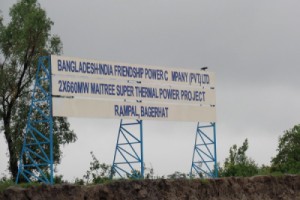 BANGLADESH-INDIA FRIENDSHIP POWER C MPANY (PVT) LTD
2X660MW MAITREE SUPER THERMAL POWER PROJECT
RAMPAL, BAGERHAT